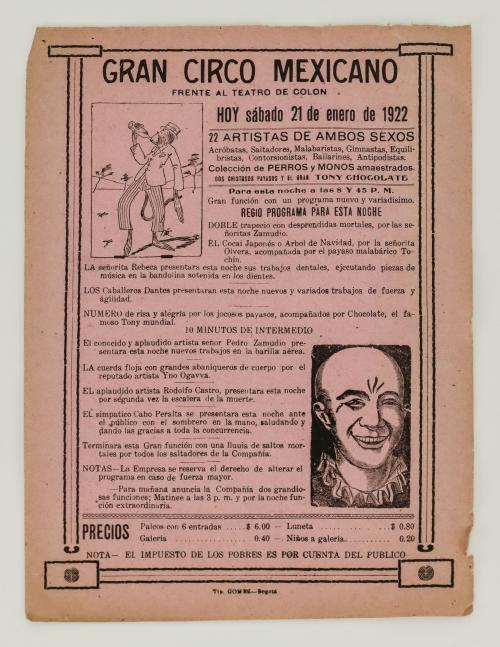 GRAN CIRCO MEXICANO
FRENTE AL TEATRO DE COLON
HOY sábado 21 de enero de 1922
22 ARTISTAS DE AMBOS SEXOS
Acróbatas, Saltadores, Malabaristas, Gimnastas, Equili-
bristas, Contorsionistas, Bailarines, Antipodistas.
Colección de PERROS y MONOS amaestrados.
DOS CHISTOSOS PAYASOS Y EL GRAN TONY CHOCOLATE
Para esta noche a las 8 Y 45 P. M.
Gran función con un programa nuevo y variadisimo.
REGIO PROGRAMA PARA ESTA NOCHE
DOBLE trapecio con desprendidas mortales, por las se-
ñoritas Zamudio.
EL Cocai Japonés o Arbol de Navidad, por la señorita
Olvera, acompañada por el payaso malabárico To-
chin.
LA señorita Rebeca presentara esta noche sus trabajos dentales, ejecutando piezas de
música en la bandolina sotenida en los dientes.
LOS Caballeros Dantes presentaran esta noche nuevos y variados trabajos de fuerza y
ágilidad.
NUMERO de risa y alegría por los jocosos payasos, acompañados por Chocolate, el fa-
moso Tony mundial.
10 MINUTOS DE INTERMEDIO
El conocido y aplaudido artista señor Pedro Zamudio pre-
sentara esta noche nuevos trabajos en la barilla aérea.
LA cuerda floja con grandes abaniqueros de cuerpo por el
reputado artista Yno Ogavva.
EL aplaudido artista Rodolfo Castro, presentara esta noche
por ségunda vez la escalera de la muerte.
EL simpatico Cabo Peralta se presentara esta noche ante
el público con el sombrero en la mano, saludando y
dando las gracias a toda la concurrencia.
Terminara esta Gran función con una lluvia de saltos mor-
tales por todos los saltadores de la Compañía.
NOTAS—La Empresa se reserva el derecho de alterar el
programa en caso de fuerza mayor.
—Para mañana anuncia la Compañía dos grandio-
sas funciones; Matinee a las 3 p. m. y por la noche fun-
ción extraordinaria.
PRECIOS
Palcos con 6 entradas .....$ 6.00 — Luneta ................$ 0.80
Galería ..................0.40 — Niños a galería..........0.20
NOTA— El IMPUESTO DE LOS POBRES ES POR CUENTA DEL PUBLICO
Tip. GOMEZ—Bogotá